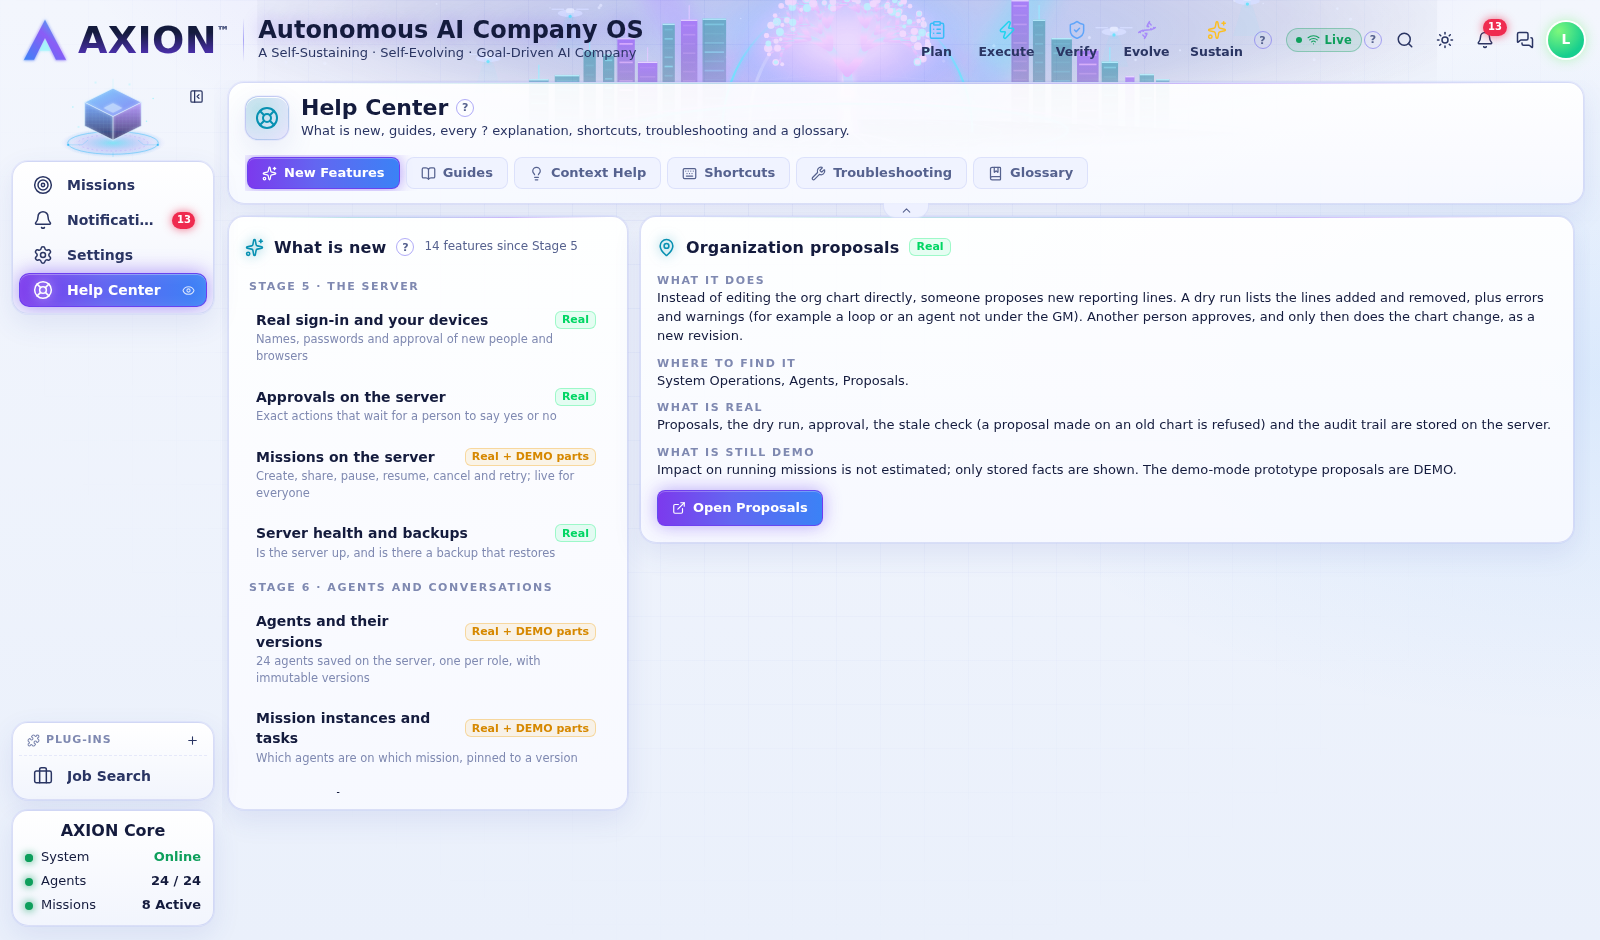 AXION™
Autonomous AI Company OS
A Self-Sustaining · Self-Evolving · Goal-Driven AI Company
Plan
Execute
Verify
Evolve
Sustain
?
Live
?
13
L
Missions
Notificati...
13
Settings
Help Center
Help Center ?
What is new, guides, every ? explanation, shortcuts, troubleshooting and a glossary.
New Features
Guides
Context Help
Shortcuts
Troubleshooting
Glossary
What is new ? 14 features since Stage 5
STAGE 5 · THE SERVER
Real sign-in and your devices Real
Names, passwords and approval of new people and
browsers
Approvals on the server Real
Exact actions that wait for a person to say yes or no
Missions on the server Real + DEMO parts
Create, share, pause, resume, cancel and retry; live for
everyone
Server health and backups Real
Is the server up, and is there a backup that restores
STAGE 6 · AGENTS AND CONVERSATIONS
Agents and their
versions
Real + DEMO parts
24 agents saved on the server, one per role, with
immutable versions
Mission instances and
tasks
Real + DEMO parts
Which agents are on which mission, pinned to a version
Organization proposals Real
WHAT IT DOES
Instead of editing the org chart directly, someone proposes new reporting lines. A dry run lists the lines added and removed, plus errors
and warnings (for example a loop or an agent not under the GM). Another person approves, and only then does the chart change, as a
new revision.
WHERE TO FIND IT
System Operations, Agents, Proposals.
WHAT IS REAL
Proposals, the dry run, approval, the stale check (a proposal made on an old chart is refused) and the audit trail are stored on the server.
WHAT IS STILL DEMO
Impact on running missions is not estimated; only stored facts are shown. The demo-mode prototype proposals are DEMO.
Open Proposals
PLUG-INS +
Job Search
AXION Core
System Online
Agents 24 / 24
Missions 8 Active